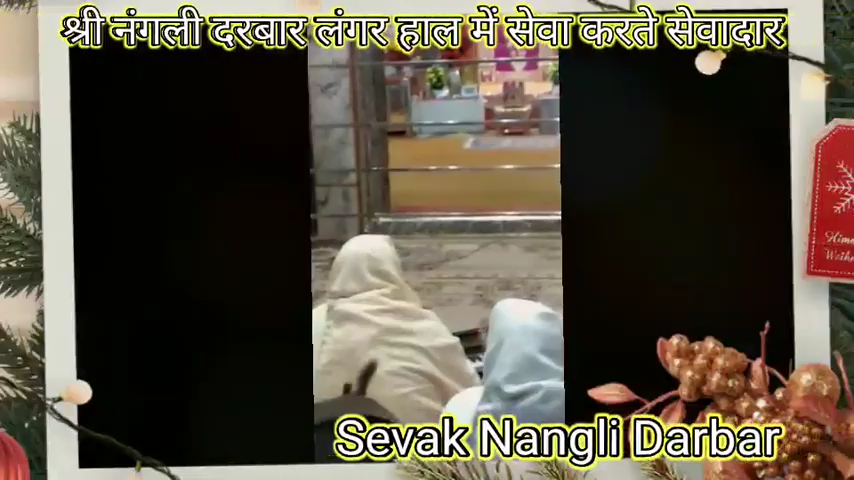 श्री नंगली दरबार लंगर हाल में सेवा करते सेवादार
Sevak Nangli Darbar